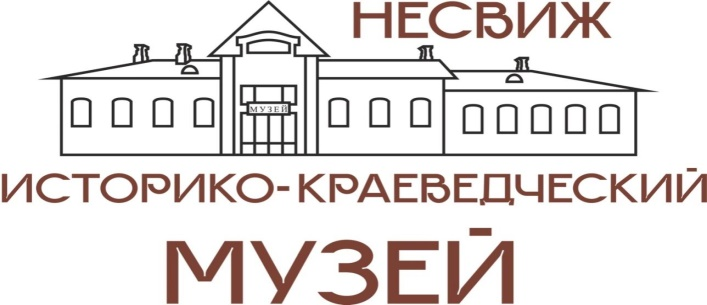 НЕСВИЖ
МУЗЕЙ
ИСТОРИКО-КРАЕВЕДЧЕСКИЙ
МУЗЕЙ